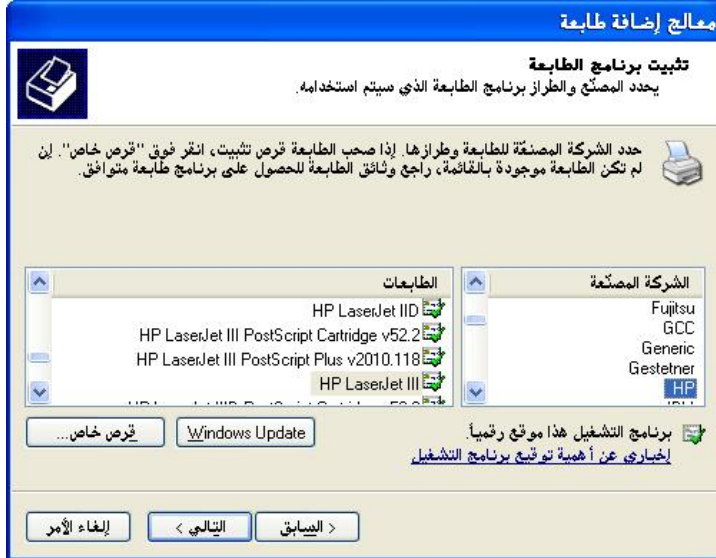 معالج إضافة طابعة
تثبيت برنامج الطابعة
يحدد المصنّع والطراز برنامج الطابعة الذي سيتم استخدامه.
حدد الشركة المصنعّة للطابعة وطرازها. إذا صحب الطابعة قرص تثبيت، انقر فوق "قرص خاص". إن
لم تكن الطابعة موجودة بالقائمة، راجع وثائق الطابعة للحصول على برنامج طابعة متوافق.
الشركة المصنّعة
Fujitsu
GCC
Generic
Gestetner
HP
الطابعات
HP LaserJet IID
HP LaserJet III PostScript Cartridge v52.2
HP LaserJet III PostScript Plus v2010.118
HP LaserJet III
برنامج التشغيل هذا موقع رقمياً.
إخباري عن أهمية توقيع برنامج التشغيل
Windows Update
قرص خاص...
< السابق
التالي >
إلغاء الأمر